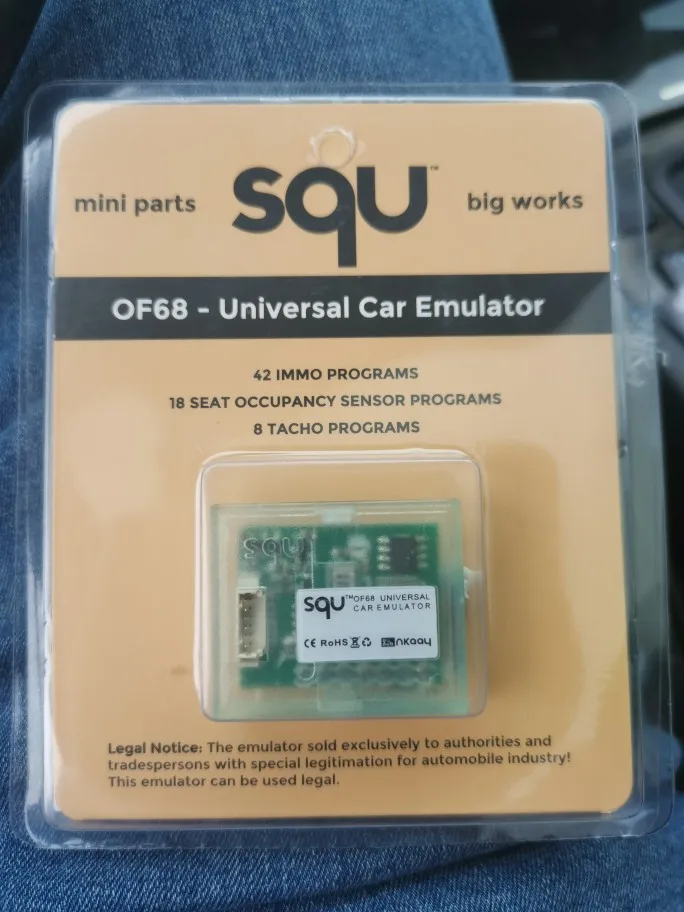 mini parts squ™ big works
OF68 - Universal Car Emulator
42 IMMO PROGRAMS
18 SEAT OCCUPANCY SENSOR PROGRAMS
8 TACHO PROGRAMS
squ
squ™ OF68 UNIVERSAL
CAR EMULATOR
CE RoHS
Legal Notice: The emulator sold exclusively to authorities and
tradespersons with special legitimation for automobile industry!
This emulator can be used legal.